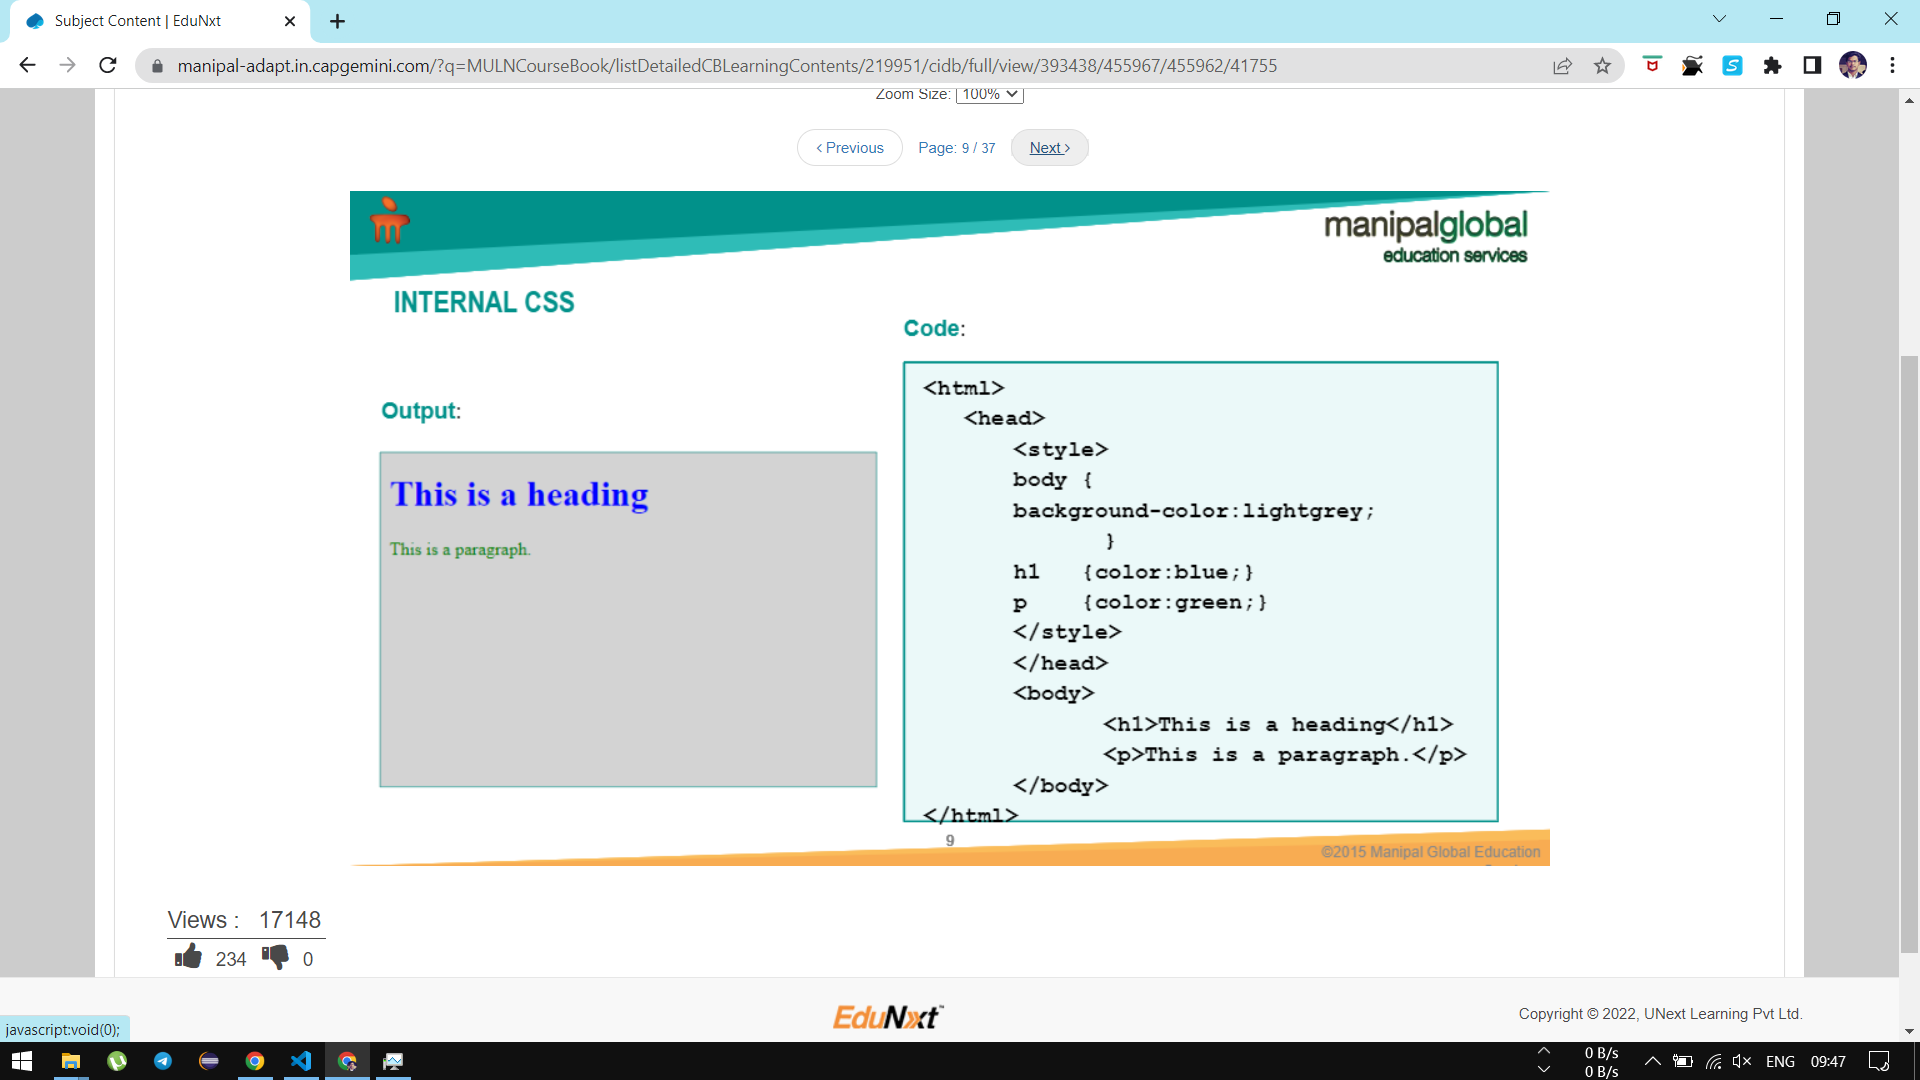 Subject Content | EduNxt
manipal-adapt.in.capgemini.com/?q=MULNCourseBook/listDetailedCBLearningContents/219951/cidb/full/view/393438/455967/455962/41755
Zoom Size: 100%
‹ Previous Page: 9 / 37 Next ›
manipalglobal
education services
INTERNAL CSS
Code:
<html>
<head>
<style>
body {
background-color:lightgrey;
}
h1 {color:blue;}
p {color:green;}
</style>
</head>
<body>
<h1>This is a heading</h1>
<p>This is a paragraph.</p>
</body>
</html>
Output:
This is a heading
This is a paragraph.
9
©2015 Manipal Global Education
Views : 17148
234 0
EduNxt™
Copyright © 2022, UNext Learning Pvt Ltd.
javascript:void(0);
0 B/s
0 B/s
ENG 09:47